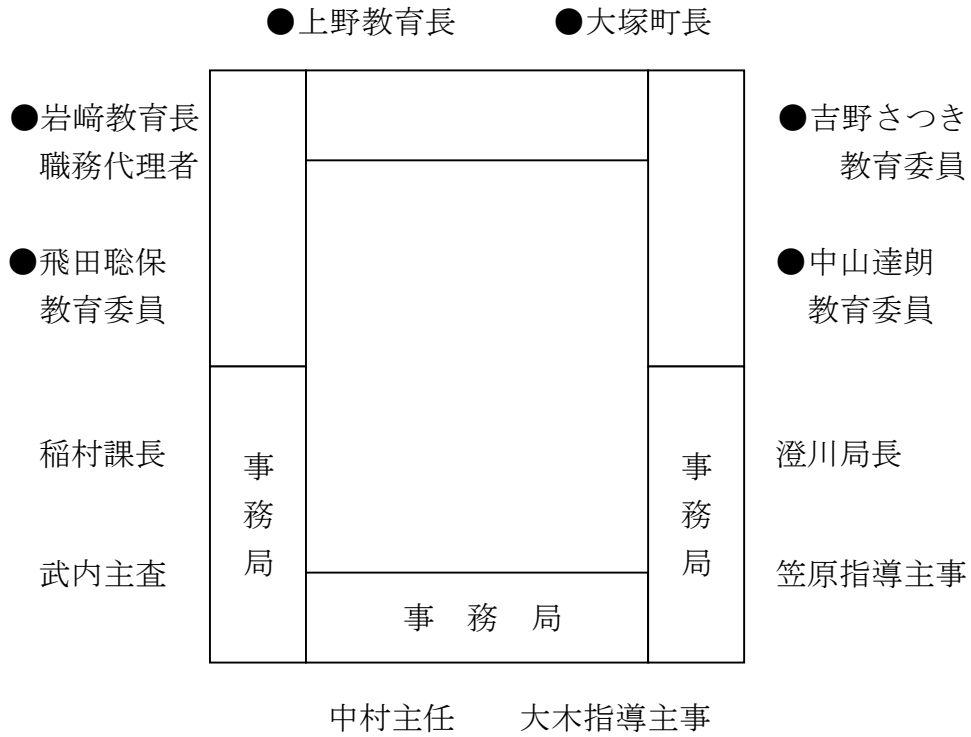 ●上野教育長 ●大塚町長
●岩﨑教育長
職務代理者
●吉野さつき
教育委員
●飛田聡保
教育委員
●中山達朗
教育委員
稲村課長
事務局
事務局
澄川局長
武内主査
笠原指導主事
事 務 局
中村主任 大木指導主事